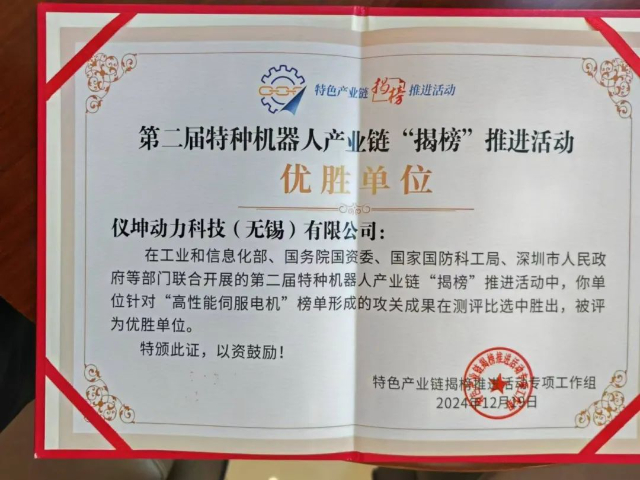 特色产业链揭榜推进活动
第二届特种机器人产业链“揭榜”推进活动
优胜单位
仪坤动力科技（无锡）有限公司：
在工业和信息化部、国务院国资委、国家国防科工局、深圳市人民政
府等部门联合开展的第二届特种机器人产业链“揭榜”推进活动中，你单
位针对“高性能伺服电机”榜单形成的攻关成果在测评比选中胜出，被评
为优胜单位。
特颁此证，以资鼓励！
特色产业链揭榜推进活动专项工作组
2024年12月19日